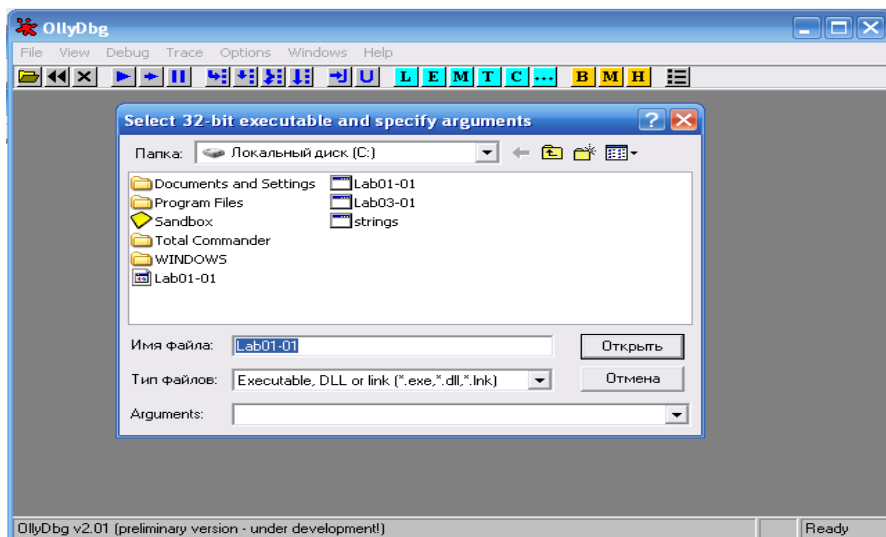 OllyDbg
File View Debug Trace Options Windows Help
L E M T C ... B M H
U
Select 32-bit executable and specify arguments
Папка: Локальный диск (C:)
Documents and Settings
Program Files
Sandbox
Total Commander
WINDOWS
Lab01-01
Lab01-01
Lab03-01
strings
Имя файла: Lab01-01 Открыть
Тип файлов: Executable, DLL or link (*.exe,*.dll,*.lnk) Отмена
Arguments:
OllyDbg v2.01 (preliminary version - under development!) Ready